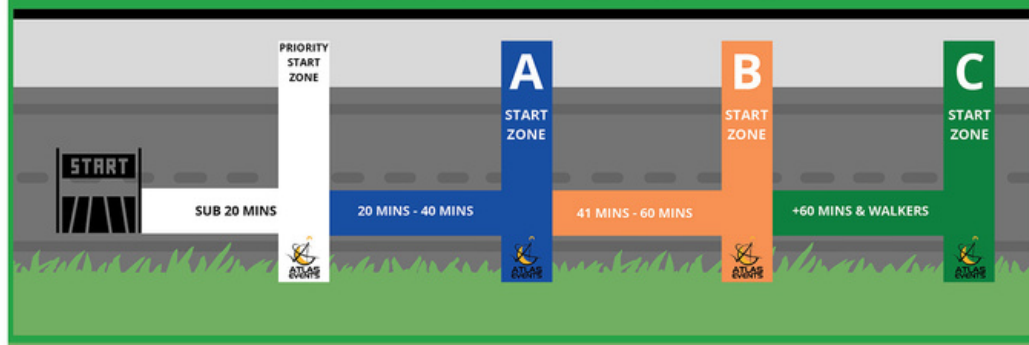 PRIORITY
START
ZONE
A
START
ZONE
B
START
ZONE
C
START
ZONE
START
SUB 20 MINS
20 MINS - 40 MINS
41 MINS - 60 MINS
+60 MINS & WALKERS
ATLAS
EVENTS
ATLAS
EVENTS
ATLAS
EVENTS
ATLAS
EVENTS